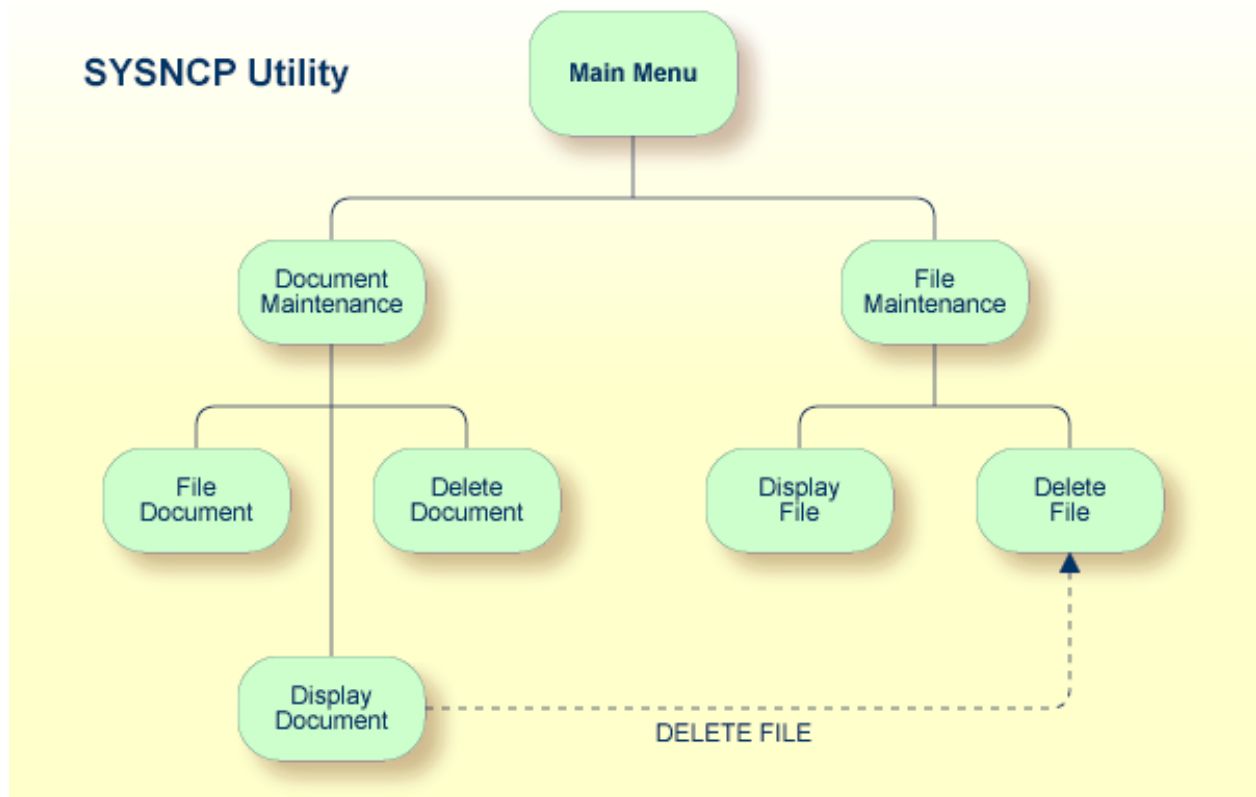 SYSNCP Utility
Main Menu
Document
Maintenance
File
Maintenance
File
Document
Delete
Document
Display
File
Delete
File
Display
Document
DELETE FILE